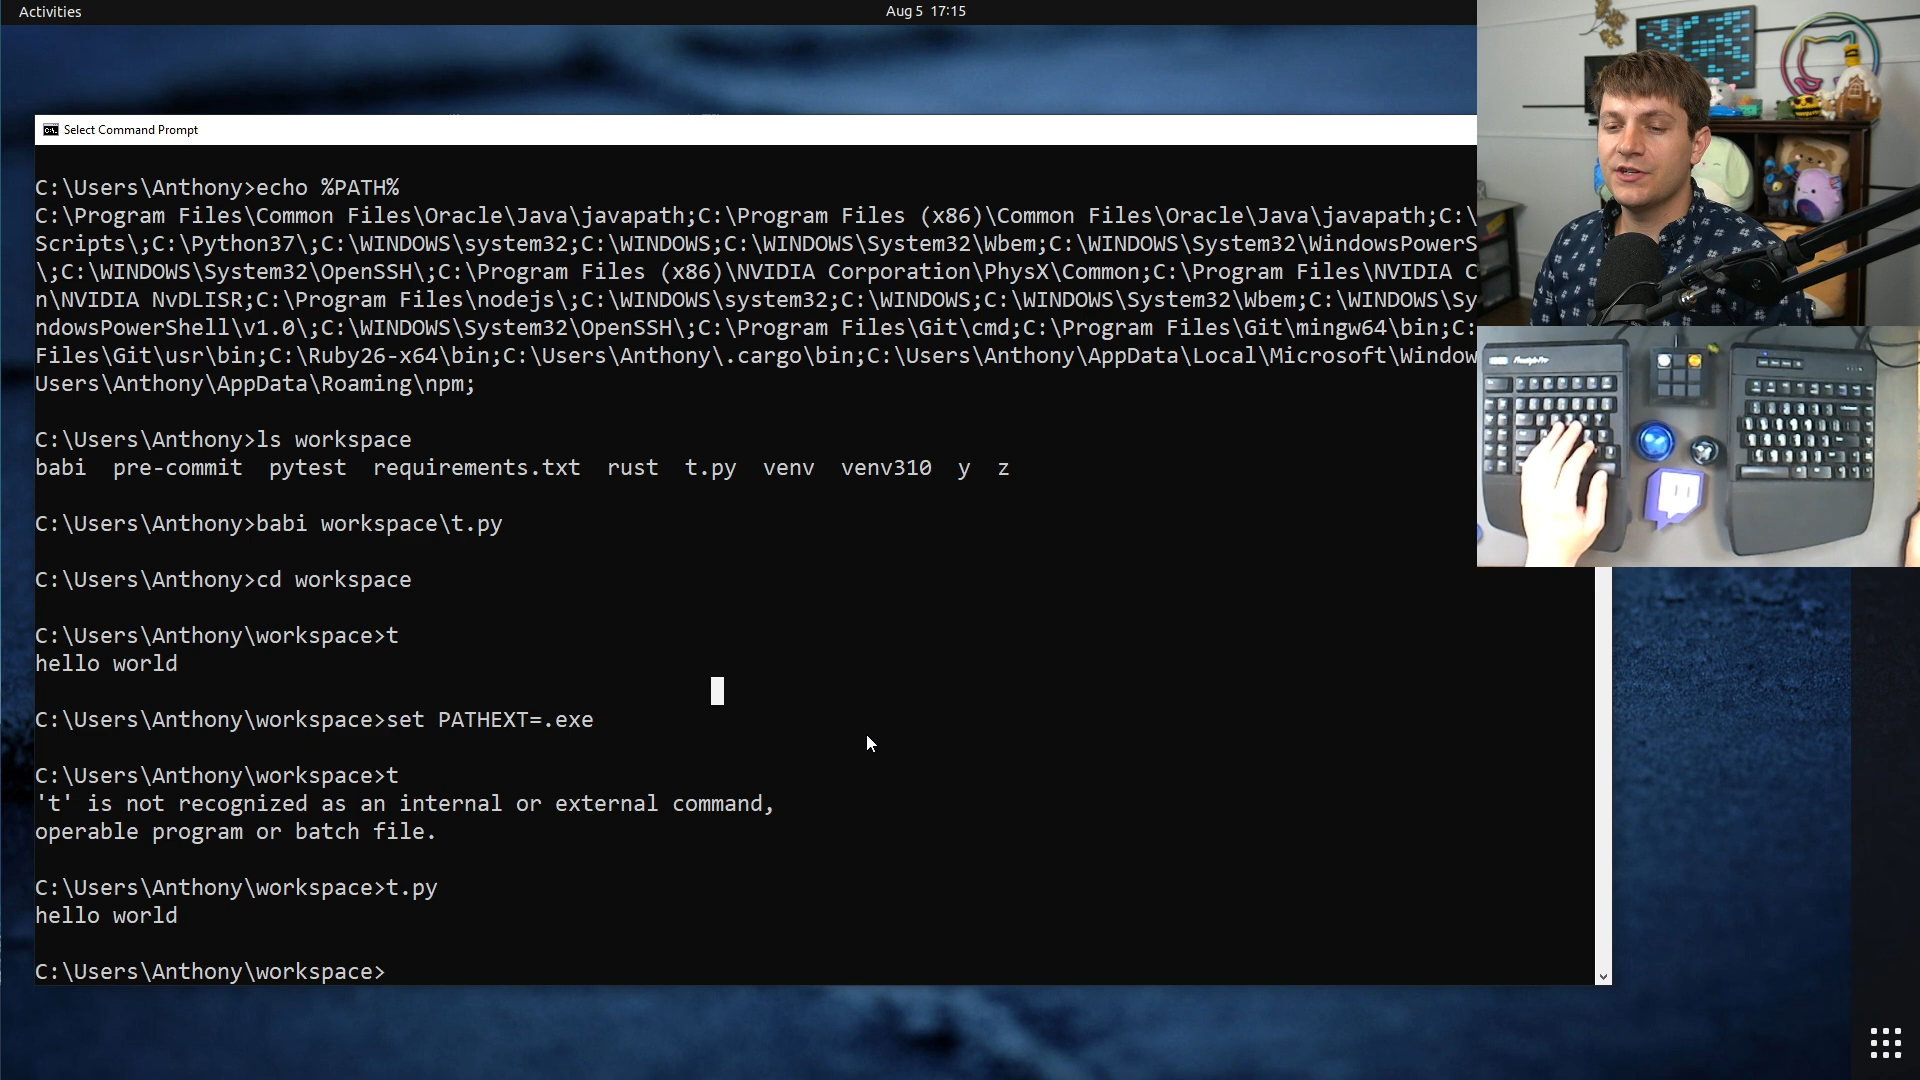 Activities
Aug 5 17:15
Select Command Prompt
C:\Users\Anthony>echo %PATH%
C:\Program Files\Common Files\Oracle\Java\javapath;C:\Program Files (x86)\Common Files\Oracle\Java\javapath;C:\
Scripts\;C:\Python37\;C:\WINDOWS\system32;C:\WINDOWS;C:\WINDOWS\System32\Wbem;C:\WINDOWS\System32\WindowsPowerS
\;C:\WINDOWS\System32\OpenSSH\;C:\Program Files (x86)\NVIDIA Corporation\PhysX\Common;C:\Program Files\NVIDIA C
n\NVIDIA NvDLISR;C:\Program Files\nodejs\;C:\WINDOWS\system32;C:\WINDOWS;C:\WINDOWS\System32\Wbem;C:\WINDOWS\Sy
ndowsPowerShell\v1.0\;C:\WINDOWS\System32\OpenSSH\;C:\Program Files\Git\cmd;C:\Program Files\Git\mingw64\bin;C:
Files\Git\usr\bin;C:\Ruby26-x64\bin;C:\Users\Anthony\.cargo\bin;C:\Users\Anthony\AppData\Local\Microsoft\Window
Users\Anthony\AppData\Roaming\npm;
C:\Users\Anthony>ls workspace
babi pre-commit pytest requirements.txt rust t.py venv venv310 y z
C:\Users\Anthony>babi workspace\t.py
C:\Users\Anthony>cd workspace
C:\Users\Anthony\workspace>t
hello world
C:\Users\Anthony\workspace>set PATHEXT=.exe
C:\Users\Anthony\workspace>t
't' is not recognized as an internal or external command,
operable program or batch file.
C:\Users\Anthony\workspace>t.py
hello world
C:\Users\Anthony\workspace>